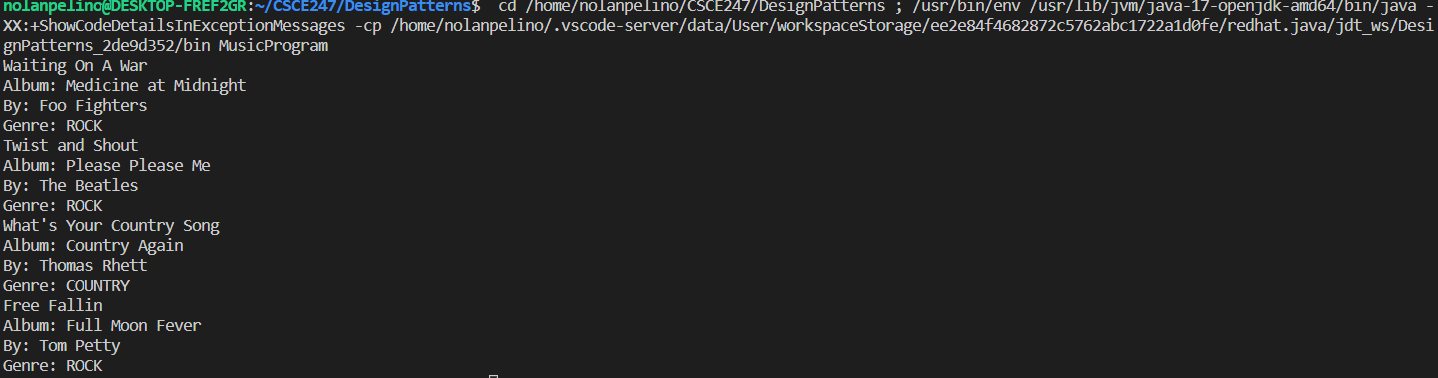 nolanpelino@DESKTOP-FREF2GR:~/CSCE247/DesignPatterns$  cd /home/nolanpelino/CSCE247/DesignPatterns ; /usr/bin/env /usr/lib/jvm/java-17-openjdk-amd64/bin/java -
XX:+ShowCodeDetailsInExceptionMessages -cp /home/nolanpelino/.vscode-server/data/User/workspaceStorage/ee2e84f4682872c5762abc1722a1d0fe/redhat.java/jdt_ws/Desi
gnPatterns_2de9d352/bin MusicProgram
Waiting On A War
Album: Medicine at Midnight
By: Foo Fighters
Genre: ROCK
Twist and Shout
Album: Please Please Me
By: The Beatles
Genre: ROCK
What's Your Country Song
Album: Country Again
By: Thomas Rhett
Genre: COUNTRY
Free Fallin
Album: Full Moon Fever
By: Tom Petty
Genre: ROCK